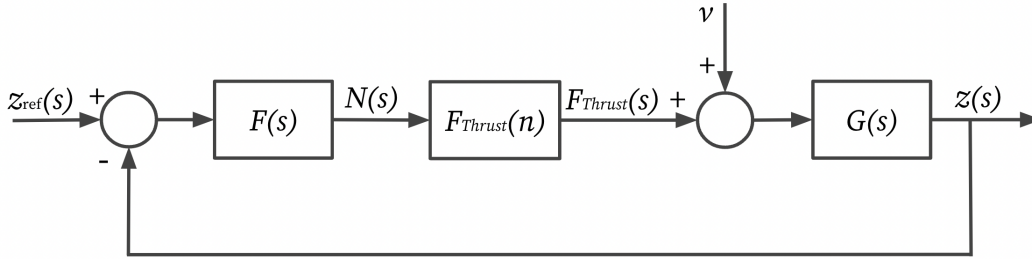 ν
+
z_ref(s)
+
F(s)
N(s)
F_Thrust(n)
F_Thrust(s)
+
G(s)
z(s)
-